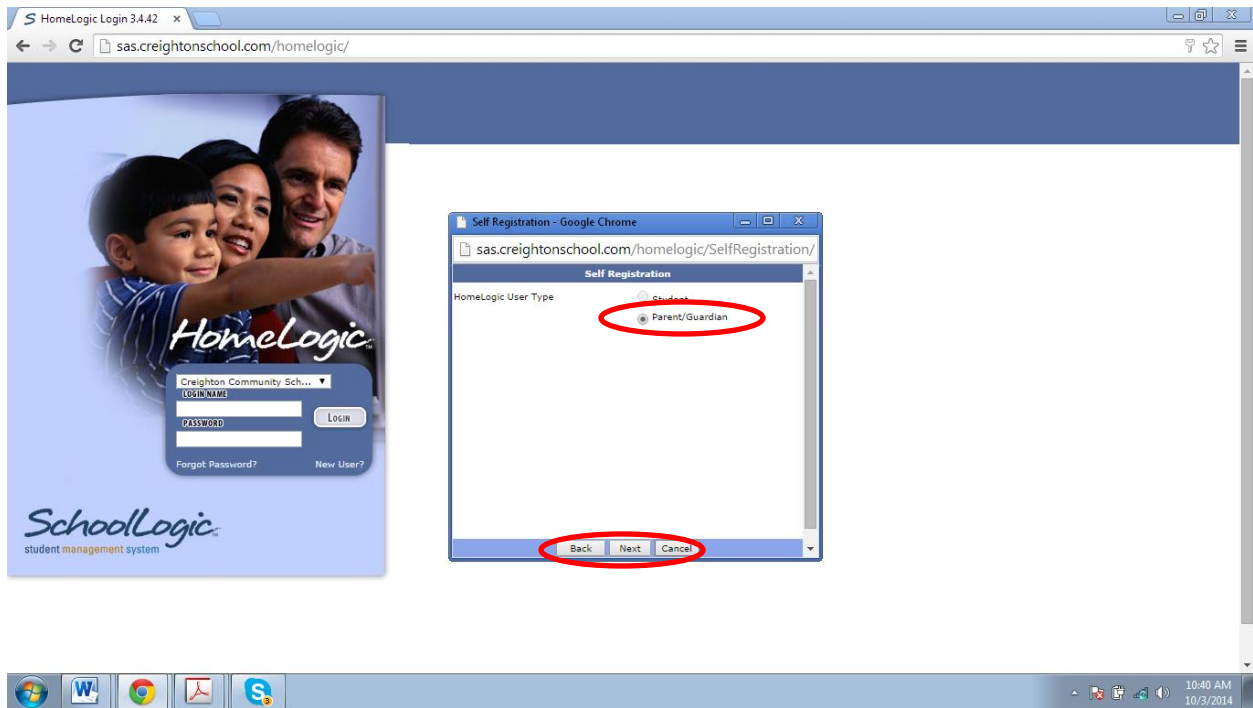 HomeLogic Login 3.4.42
sas.creightonschool.com/homelogic/
HomeLogic™
Creighton Community Sch...
LOGIN NAME
LOGIN
PASSWORD
Forgot Password? New User?
SchoolLogic™
student management system
Self Registration - Google Chrome
sas.creightonschool.com/homelogic/SelfRegistration/
Self Registration
HomeLogic User Type Student
Parent/Guardian
Back Next Cancel
10:40 AM
10/3/2014